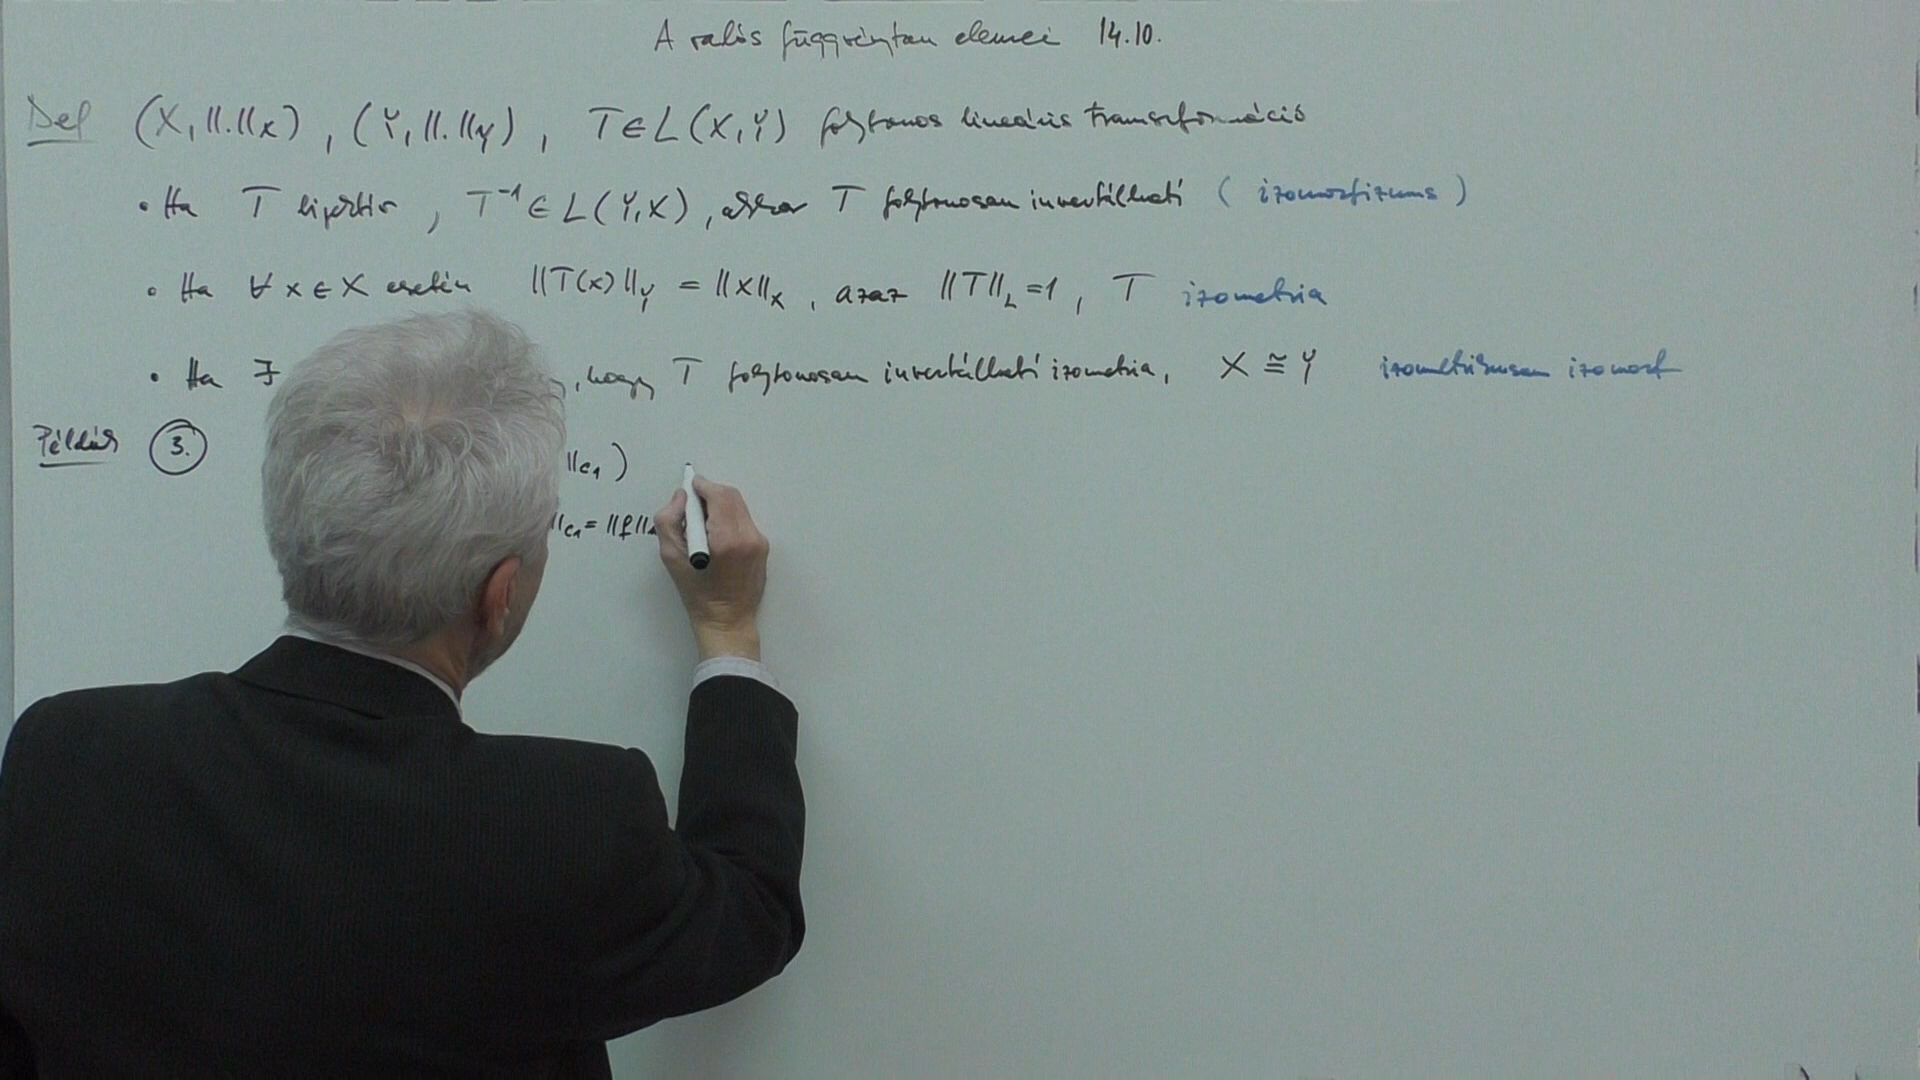 A valós függvénytan elemei 14.10.
Def (X, ||.||x), (Y, ||.||y), T∈L(X,Y) folytonos lineáris transzformáció
• Ha T bijektív, T⁻¹∈L(Y,X), akkor T folytonosan invertálható (izomorfizmus)
• Ha ∀ x∈X esetén ||T(x)||y = ||x||x, azaz ||T||L = 1, T izometria
• Ha ∃ , hogy T folytonosan invertálható izometria, X ≅ Y izometrikusan izomorf
Példák 3. ||c₁)
||c₁ = ||f||